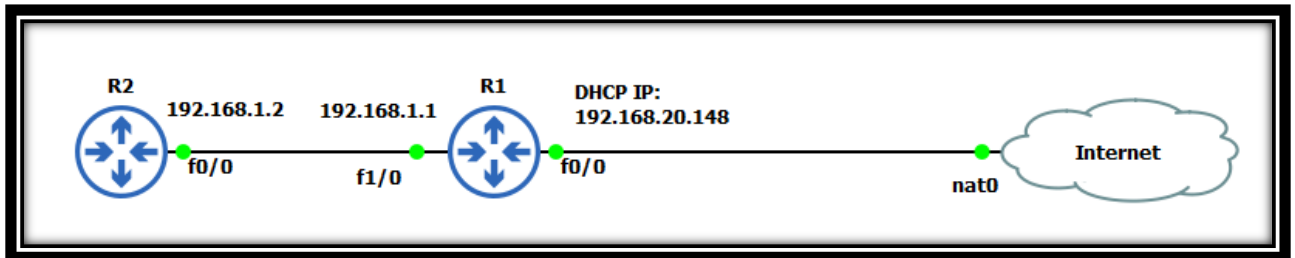 R2
192.168.1.2
f0/0
192.168.1.1
f1/0
R1
DHCP IP:
192.168.20.148
f0/0
nat0
Internet